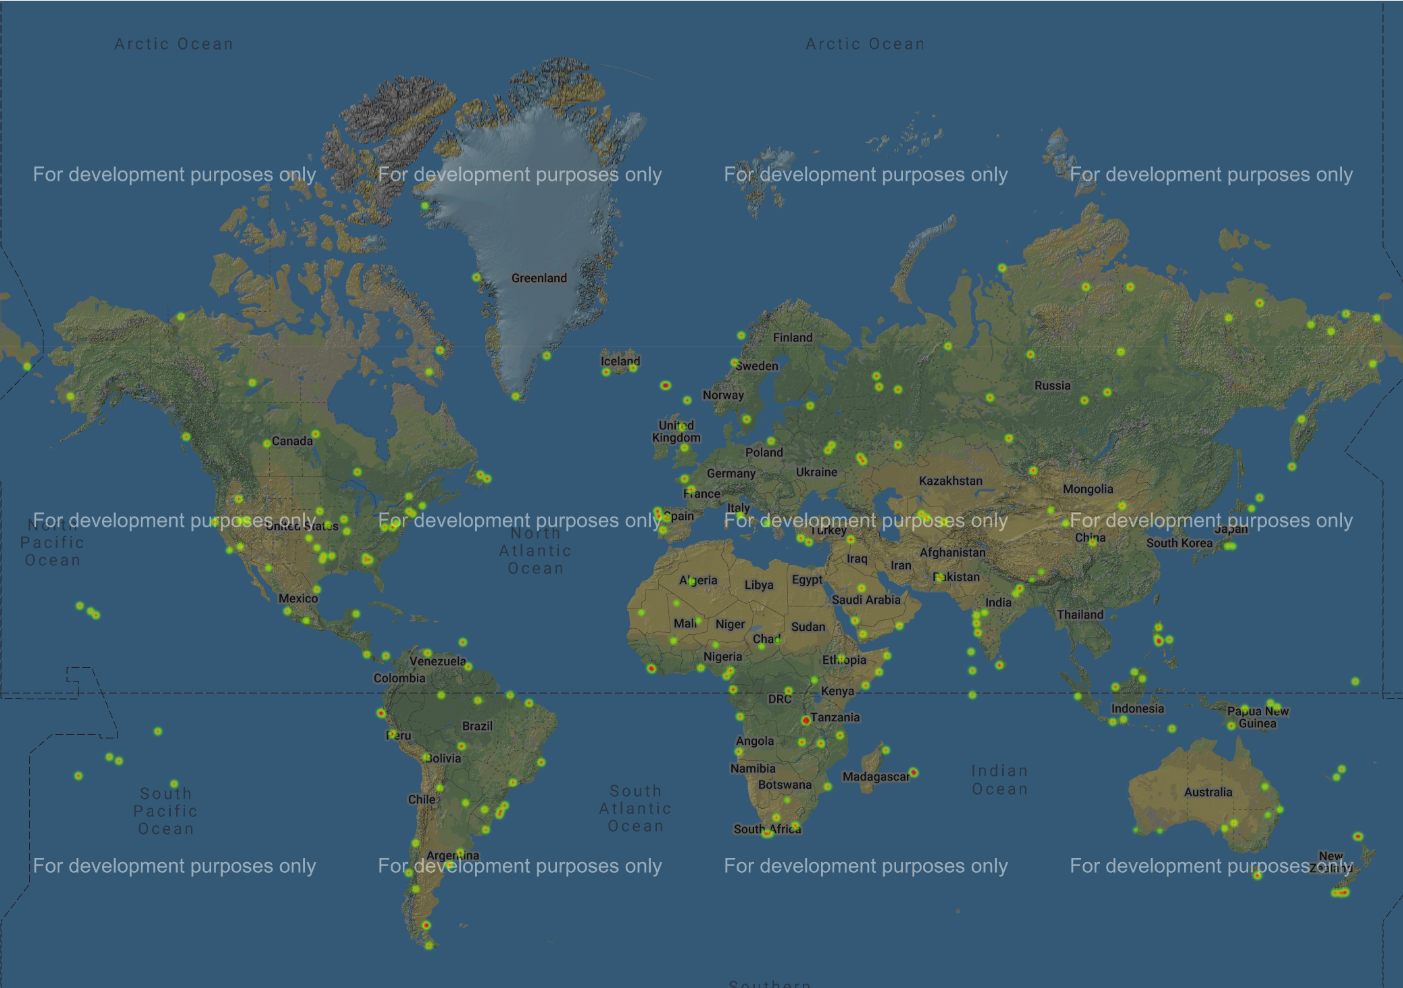 Arctic Ocean
Arctic Ocean
For development purposes only
For development purposes only
For development purposes only
For development purposes only
Greenland
Iceland
Finland
Sweden
Norway
Russia
United
Kingdom
Canada
Poland
Germany
Ukraine
Kazakhstan
Mongolia
France
Italy
Spain
For development purposes only
For development purposes only
For development purposes only
For development purposes only
United States
North
Pacific
Ocean
North
Atlantic
Ocean
Turkey
Japan
China
South Korea
Iraq
Iran
Afghanistan
Pakistan
Algeria
Libya
Egypt
Saudi Arabia
Mexico
India
Thailand
Mali
Niger
Chad
Sudan
Nigeria
Ethiopia
Venezuela
Colombia
DRC
Kenya
Indonesia
Papua New
Guinea
Brazil
Peru
Tanzania
Angola
Bolivia
Namibia
Botswana
Madagascar
Indian
Ocean
Australia
Chile
South
Pacific
Ocean
South
Atlantic
Ocean
South Africa
Argentina
New
Zealand
For development purposes only
For development purposes only
For development purposes only
For development purposes only
Southern